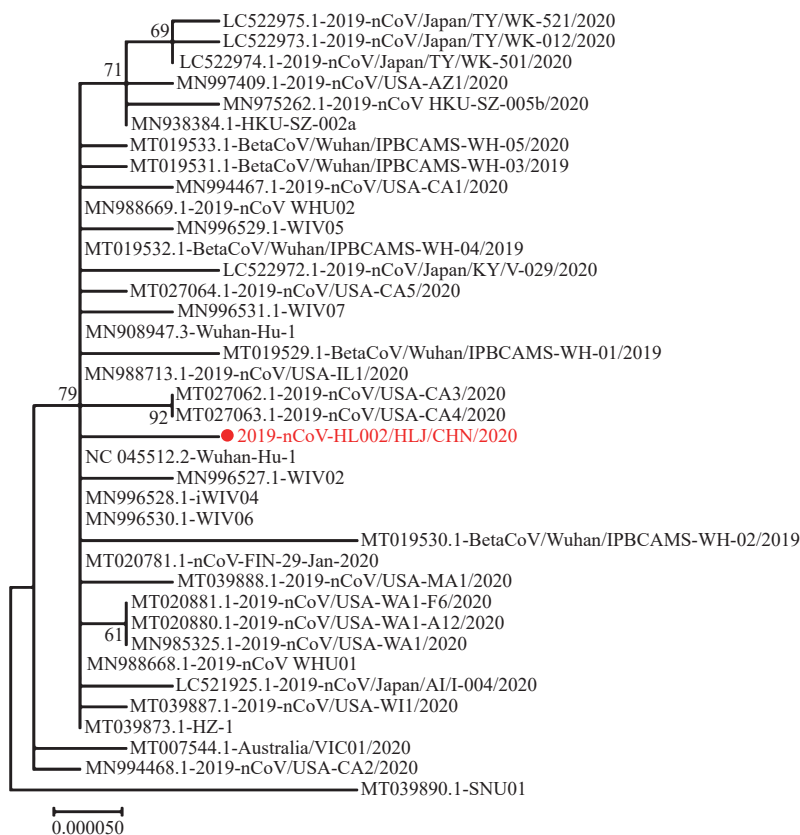 LC522975.1-2019-nCoV/Japan/TY/WK-521/2020
69
LC522973.1-2019-nCoV/Japan/TY/WK-012/2020
LC522974.1-2019-nCoV/Japan/TY/WK-501/2020
71
MN997409.1-2019-nCoV/USA-AZ1/2020
MN975262.1-2019-nCoV HKU-SZ-005b/2020
MN938384.1-HKU-SZ-002a
MT019533.1-BetaCoV/Wuhan/IPBCAMS-WH-05/2020
MT019531.1-BetaCoV/Wuhan/IPBCAMS-WH-03/2019
MN994467.1-2019-nCoV/USA-CA1/2020
MN988669.1-2019-nCoV WHU02
MN996529.1-WIV05
MT019532.1-BetaCoV/Wuhan/IPBCAMS-WH-04/2019
LC522972.1-2019-nCoV/Japan/KY/V-029/2020
MT027064.1-2019-nCoV/USA-CA5/2020
MN996531.1-WIV07
MN908947.3-Wuhan-Hu-1
MT019529.1-BetaCoV/Wuhan/IPBCAMS-WH-01/2019
MN988713.1-2019-nCoV/USA-IL1/2020
79
MT027062.1-2019-nCoV/USA-CA3/2020
92
MT027063.1-2019-nCoV/USA-CA4/2020
2019-nCoV-HL002/HLJ/CHN/2020
NC 045512.2-Wuhan-Hu-1
MN996527.1-WIV02
MN996528.1-iWIV04
MN996530.1-WIV06
MT019530.1-BetaCoV/Wuhan/IPBCAMS-WH-02/2019
MT020781.1-nCoV-FIN-29-Jan-2020
MT039888.1-2019-nCoV/USA-MA1/2020
MT020881.1-2019-nCoV/USA-WA1-F6/2020
MT020880.1-2019-nCoV/USA-WA1-A12/2020
61
MN985325.1-2019-nCoV/USA-WA1/2020
MN988668.1-2019-nCoV WHU01
LC521925.1-2019-nCoV/Japan/AI/I-004/2020
MT039887.1-2019-nCoV/USA-WI1/2020
MT039873.1-HZ-1
MT007544.1-Australia/VIC01/2020
MN994468.1-2019-nCoV/USA-CA2/2020
MT039890.1-SNU01
0.000050